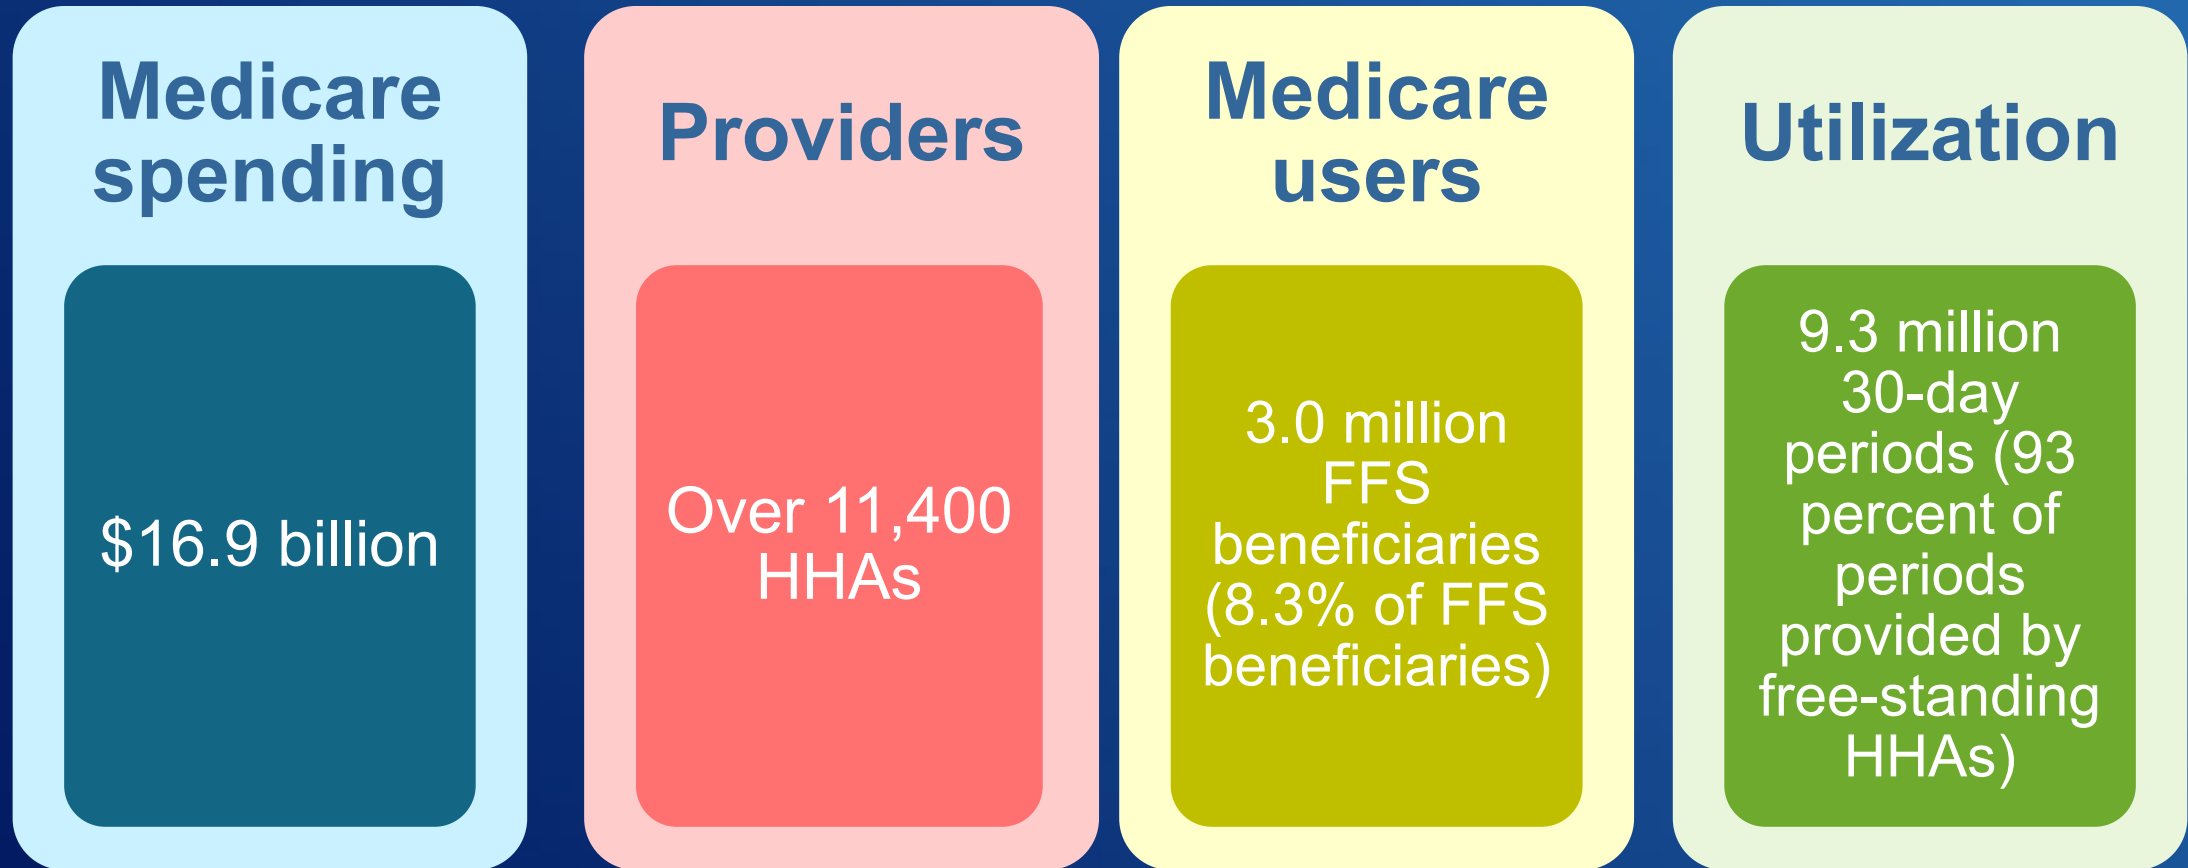 Medicare
spending
$16.9 billion
Providers
Over 11,400
HHAs
Medicare
users
3.0 million
FFS
beneficiaries
(8.3% of FFS
beneficiaries)
Utilization
9.3 million
30-day
periods (93
percent of
periods
provided by
free-standing
HHAs)